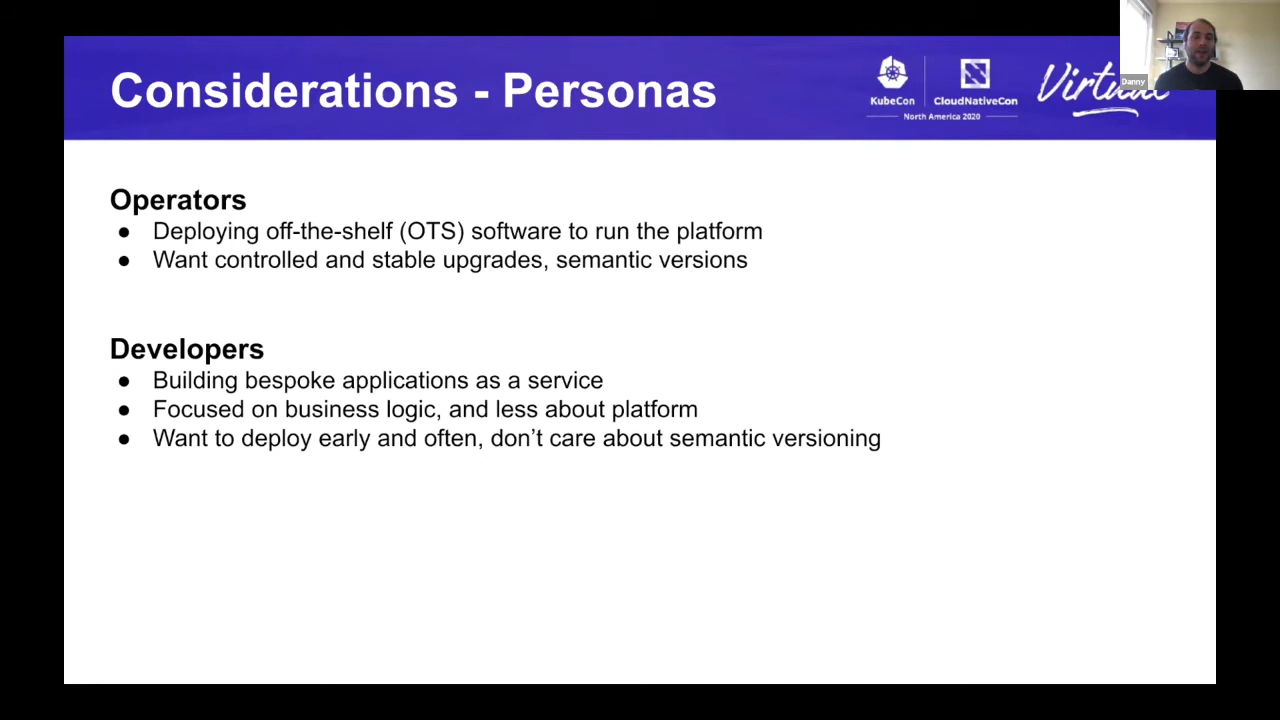 Considerations - Personas
KubeCon
CloudNativeCon
North America 2020
Virtual
Danny
Operators
● Deploying off-the-shelf (OTS) software to run the platform
● Want controlled and stable upgrades, semantic versions
Developers
● Building bespoke applications as a service
● Focused on business logic, and less about platform
● Want to deploy early and often, don’t care about semantic versioning